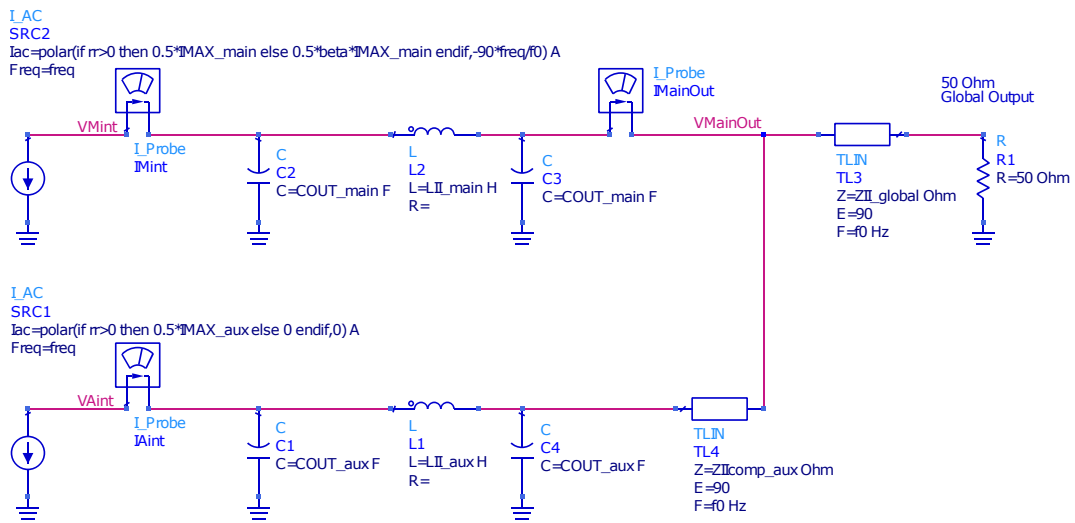 I_AC
SRC2
Iac=polar(if rr>0 then 0.5*IMAX_main else 0.5*beta*IMAX_main endif,-90*freq/f0) A
Freq=freq
VMint
I_Probe
IMint
C
C2
C=COUT_main F
L
L2
L=LII_main H
R=
C
C3
C=COUT_main F
I_Probe
IMainOut
VMainOut
50 Ohm
Global Output
TLIN
TL3
Z=ZII_global Ohm
E=90
F=f0 Hz
R
R1
R=50 Ohm
I_AC
SRC1
Iac=polar(if rr>0 then 0.5*IMAX_aux else 0 endif,0) A
Freq=freq
VAint
I_Probe
IAint
C
C1
C=COUT_aux F
L
L1
L=LII_aux H
R=
C
C4
C=COUT_aux F
TLIN
TL4
Z=ZIIcomp_aux Ohm
E=90
F=f0 Hz